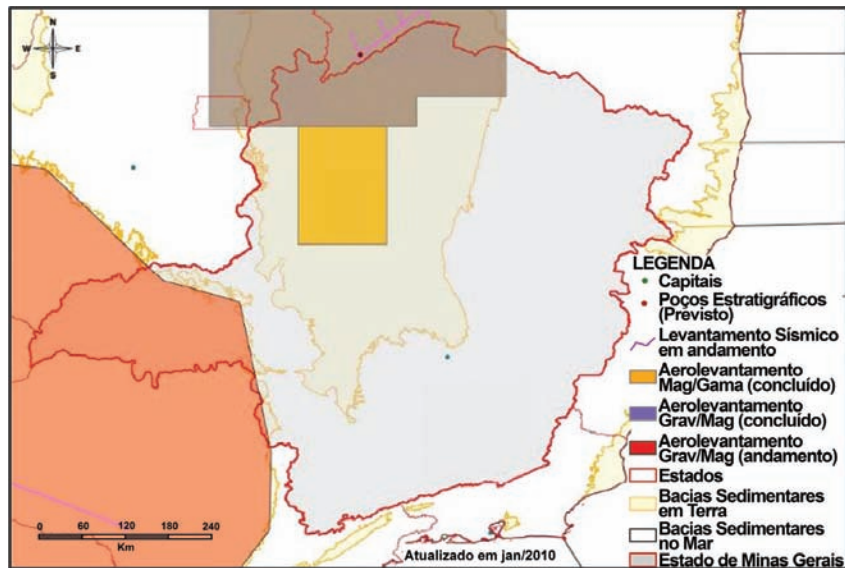 N
W E
S
LEGENDA
Capitais
Poços Estratigráficos
(Previsto)
Levantamento Sísmico
em andamento
Aerolevantamento
Mag/Gama (concluído)
Aerolevantamento
Grav/Mag (concluído)
Aerolevantamento
Grav/Mag (andamento)
Estados
Bacias Sedimentares
em Terra
Bacias Sedimentares
no Mar
Estado de Minas Gerais
0 60 120 180 240
Km
Atualizado em jan/2010